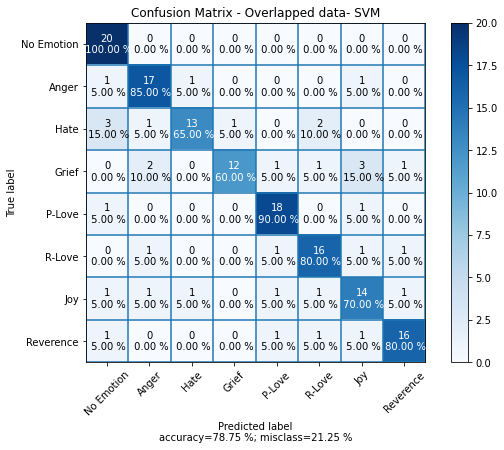 Confusion Matrix - Overlapped data- SVM
No Emotion
20 0 0 0 0 0 0 0
100.00 % 0.00 % 0.00 % 0.00 % 0.00 % 0.00 % 0.00 % 0.00 %
Anger
1 17 1 0 0 0 1 0
5.00 % 85.00 % 5.00 % 0.00 % 0.00 % 0.00 % 5.00 % 0.00 %
Hate
3 1 13 1 0 2 0 0
15.00 % 5.00 % 65.00 % 5.00 % 0.00 % 10.00 % 0.00 % 0.00 %
Grief
0 2 0 12 1 1 3 1
0.00 % 10.00 % 0.00 % 60.00 % 5.00 % 5.00 % 15.00 % 5.00 %
P-Love
1 0 0 0 18 0 1 0
5.00 % 0.00 % 0.00 % 0.00 % 90.00 % 0.00 % 5.00 % 0.00 %
R-Love
0 1 0 0 1 16 1 1
0.00 % 5.00 % 0.00 % 0.00 % 5.00 % 80.00 % 5.00 % 5.00 %
Joy
1 1 1 0 1 1 14 1
5.00 % 5.00 % 5.00 % 0.00 % 5.00 % 5.00 % 70.00 % 5.00 %
Reverence
1 0 0 0 1 1 1 16
5.00 % 0.00 % 0.00 % 0.00 % 5.00 % 5.00 % 5.00 % 80.00 %
True label
No Emotion Anger Hate Grief P-Love R-Love Joy Reverence
Predicted label
accuracy=78.75 %; misclass=21.25 %
20.0
17.5
15.0
12.5
10.0
7.5
5.0
2.5
0.0